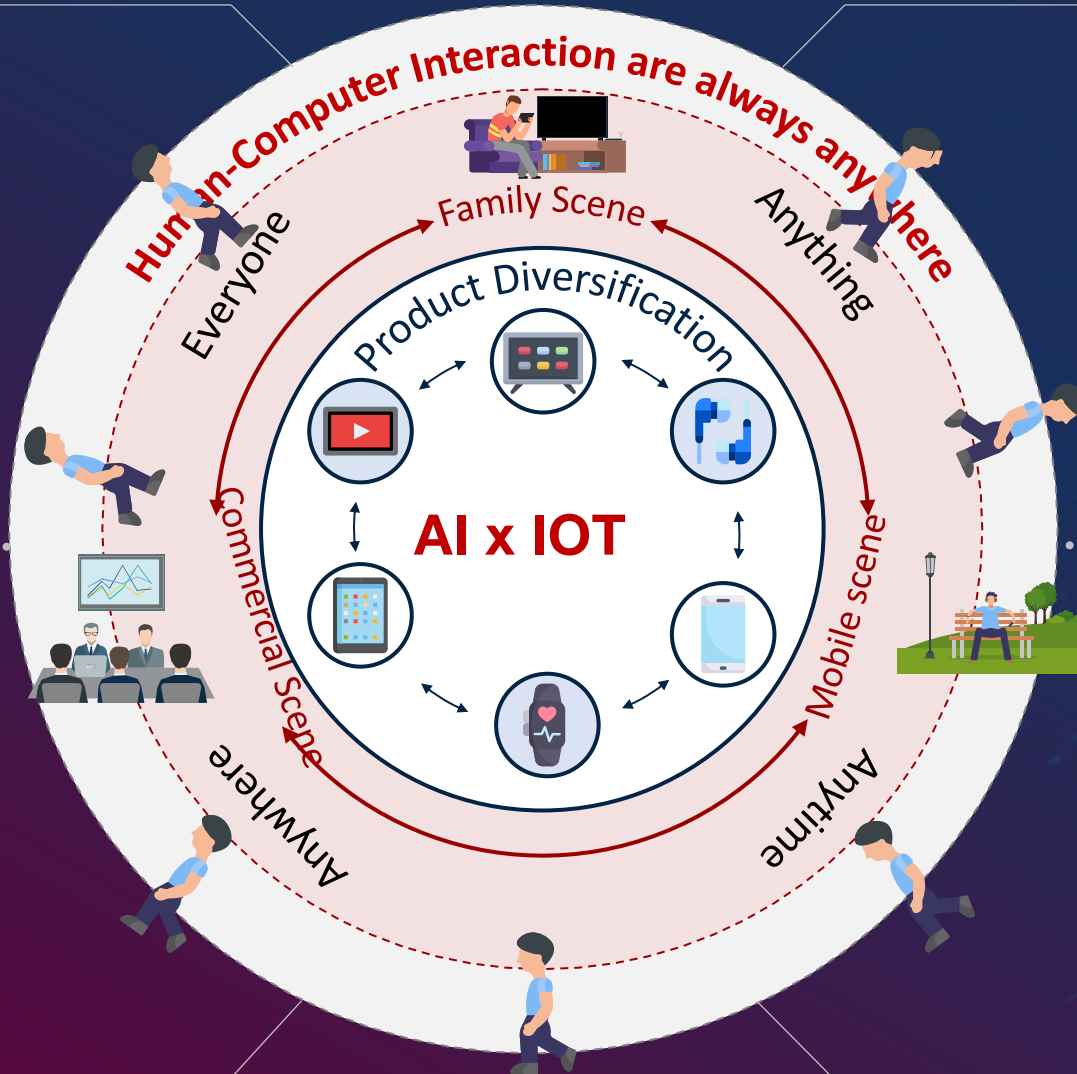 Human-Computer Interaction are always anywhere
Family Scene
Everyone
Anything
Product Diversification
AI x IOT
Commercial Scene
Mobile scene
Anywhere
Anytime